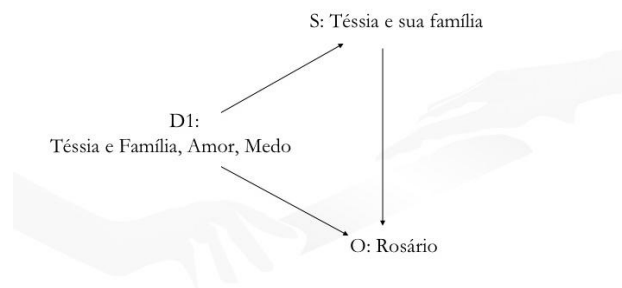 S: Téssia e sua família
D1:
Téssia e Família, Amor, Medo
O: Rosário